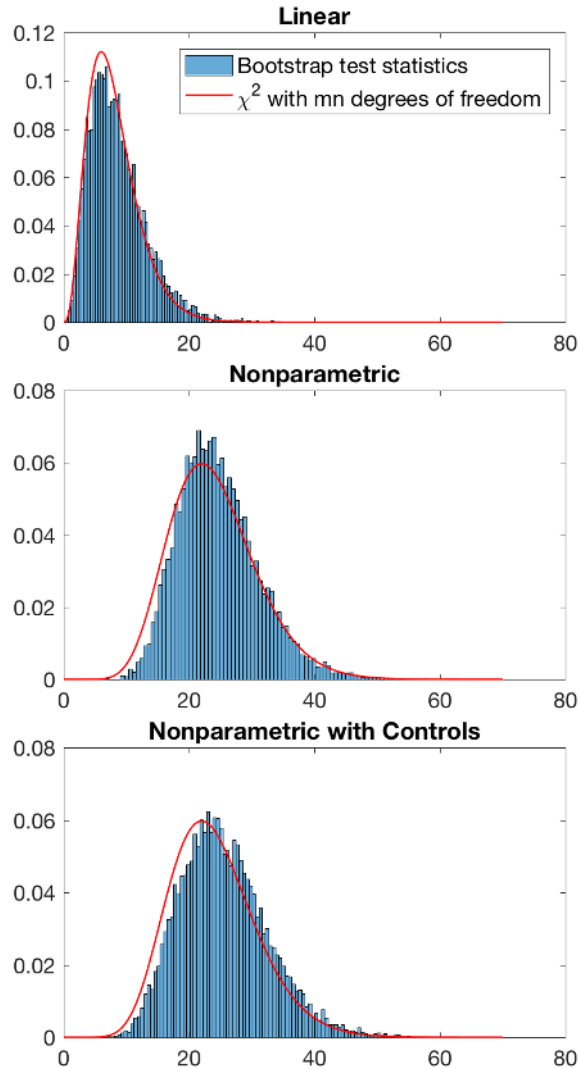 Linear
0.12
0.1
0.08
0.06
0.04
0.02
0
Bootstrap test statistics
χ² with mn degrees of freedom
0 20 40 60 80
Nonparametric
0.08
0.06
0.04
0.02
0
0 20 40 60 80
Nonparametric with Controls
0.08
0.06
0.04
0.02
0
0 20 40 60 80